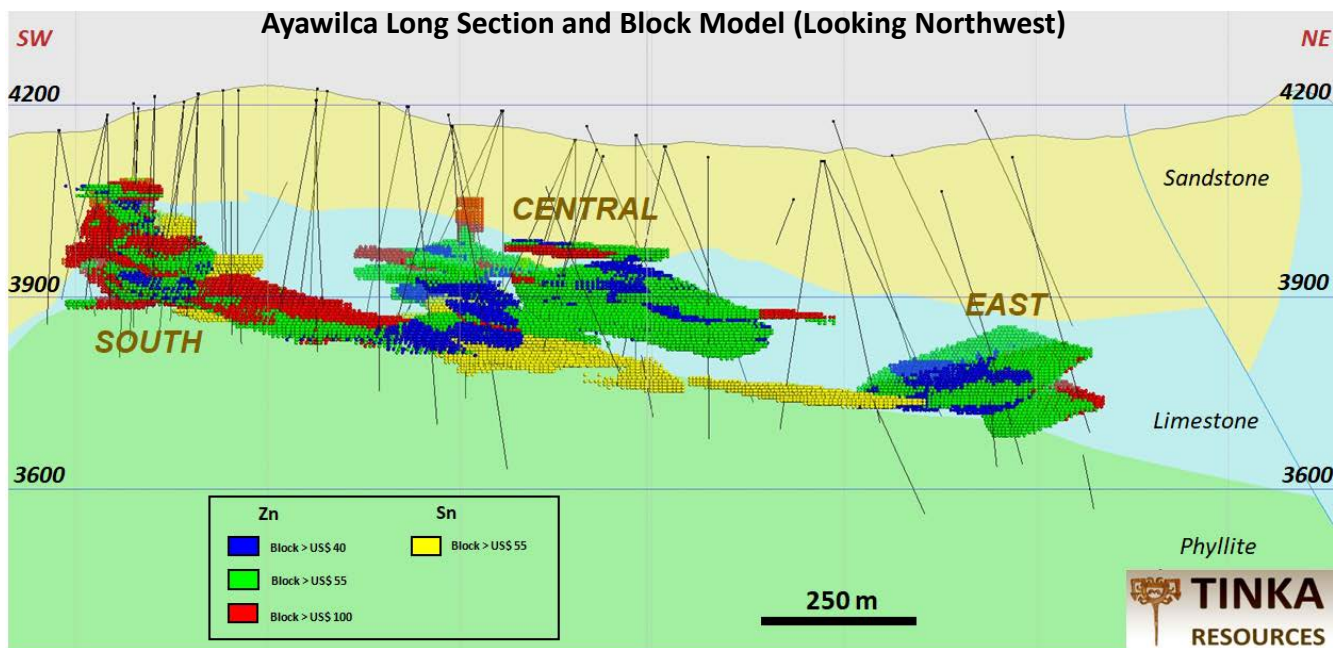 Ayawilca Long Section and Block Model (Looking Northwest)
SW
NE
4200
4200
Sandstone
CENTRAL
3900
3900
EAST
SOUTH
Limestone
3600
3600
Zn
Sn
Block > US$ 40
Block > US$ 55
Block > US$ 55
Block > US$ 100
Phyllite
250 m
TINKA
RESOURCES